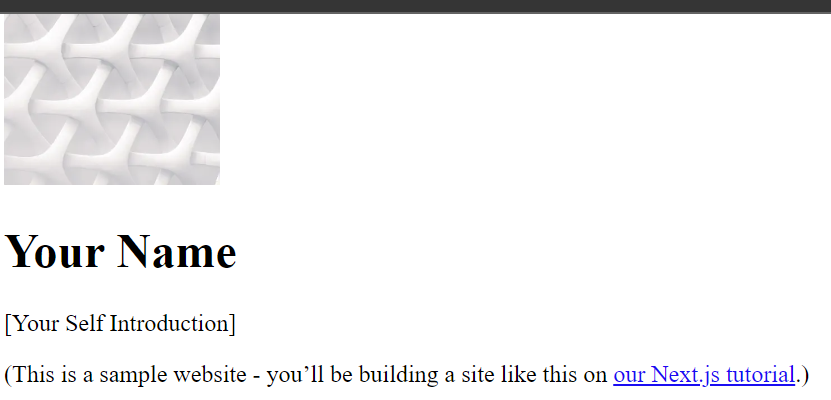 Your Name
[Your Self Introduction]
(This is a sample website - you’ll be building a site like this on our Next.js tutorial.)